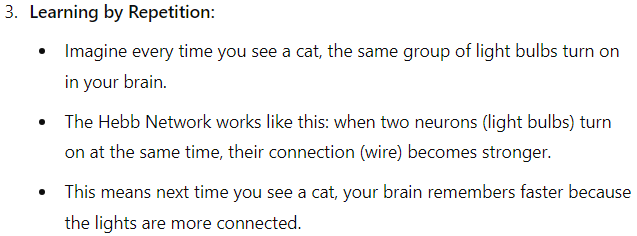 3. Learning by Repetition:
• Imagine every time you see a cat, the same group of light bulbs turn on
in your brain.
• The Hebb Network works like this: when two neurons (light bulbs) turn
on at the same time, their connection (wire) becomes stronger.
• This means next time you see a cat, your brain remembers faster because
the lights are more connected.